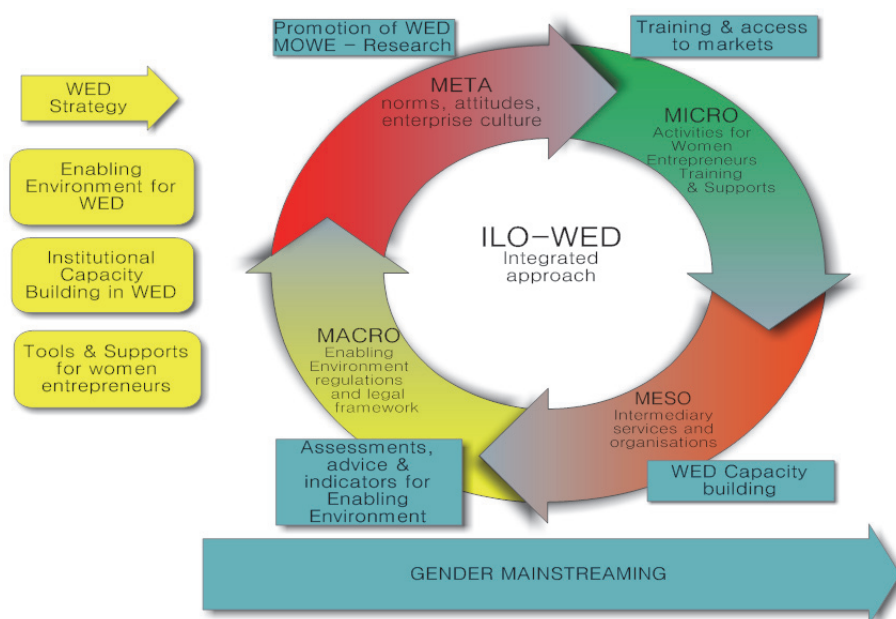 Promotion of WED
MOWE – Research
Training & access
to markets
WED
Strategy
META
norms, attitudes,
enterprise culture
MICRO
Activities for
Women
Entrepreneurs
Training
& Supports
Enabling
Environment for
WED
ILO-WED
Integrated
approach
Institutional
Capacity
Building in WED
MACRO
Enabling
Environment
regulations
and legal
framework
Tools & Supports
for women
entrepreneurs
MESO
Intermediary
services and
organisations
Assessments,
advice &
indicators for
Enabling
Environment
WED Capacity
building
GENDER MAINSTREAMING